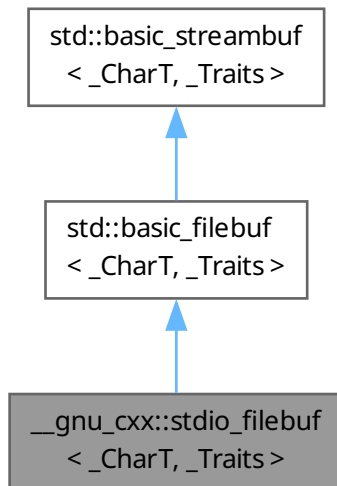 std::basic_streambuf
< _CharT, _Traits >
std::basic_filebuf
< _CharT, _Traits >
__gnu_cxx::stdio_filebuf
< _CharT, _Traits >